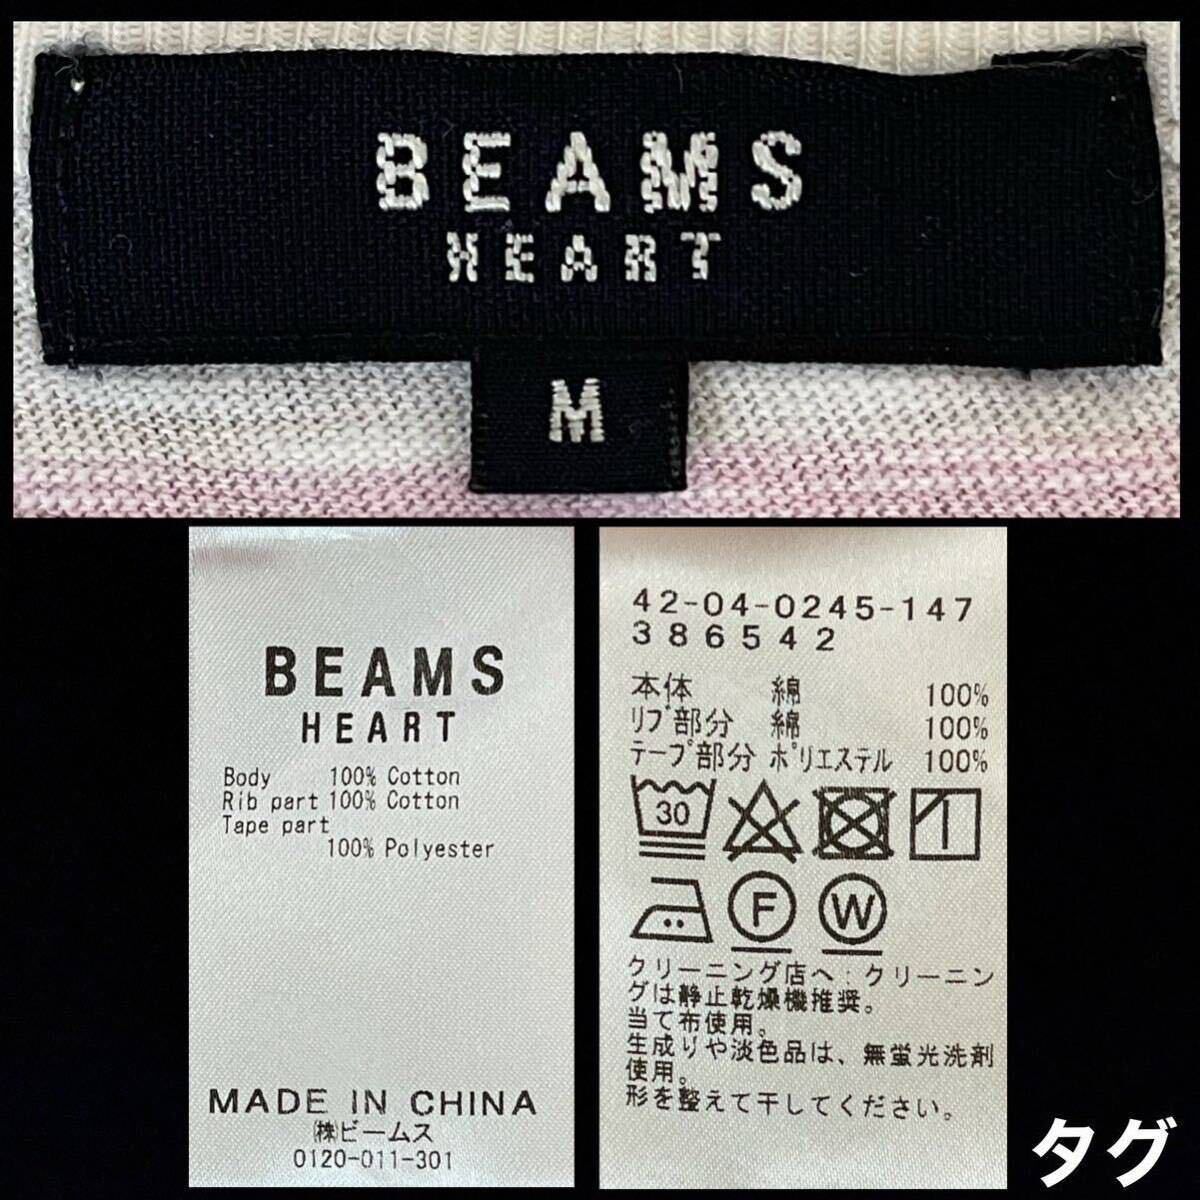 BEAMS
HEART
M
BEAMS
HEART
Body 100% Cotton
Rib part 100% Cotton
Tape part
100% Polyester
MADE IN CHINA
㈱ビームス
0120-011-301
42-04-0245-147
386542
本体 綿 100%
リブ部分 綿 100%
テープ部分 ポリエステル 100%
30
F W
クリーニング店へ:クリーニン
グは静止乾燥機推奨。
当て布使用。
生成りや淡色品は、無蛍光洗剤
使用。
形を整えて干してください。
タグ